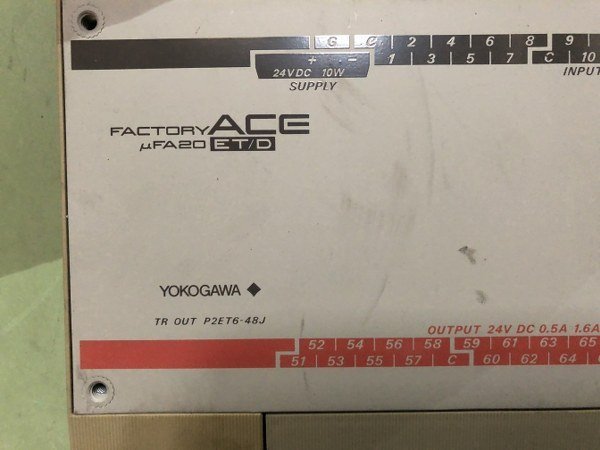 G C 2 4 6 8 9
+ - 1 3 5 7 C 10
24V DC 10W
SUPPLY
INPUT
FACTORY ACE
μFA20 ET/D
YOKOGAWA
TR OUT P2ET6-48J
OUTPUT 24V DC 0.5A 1.6A
52 54 56 58 59 61 63 65
51 53 55 57 C 60 62 64